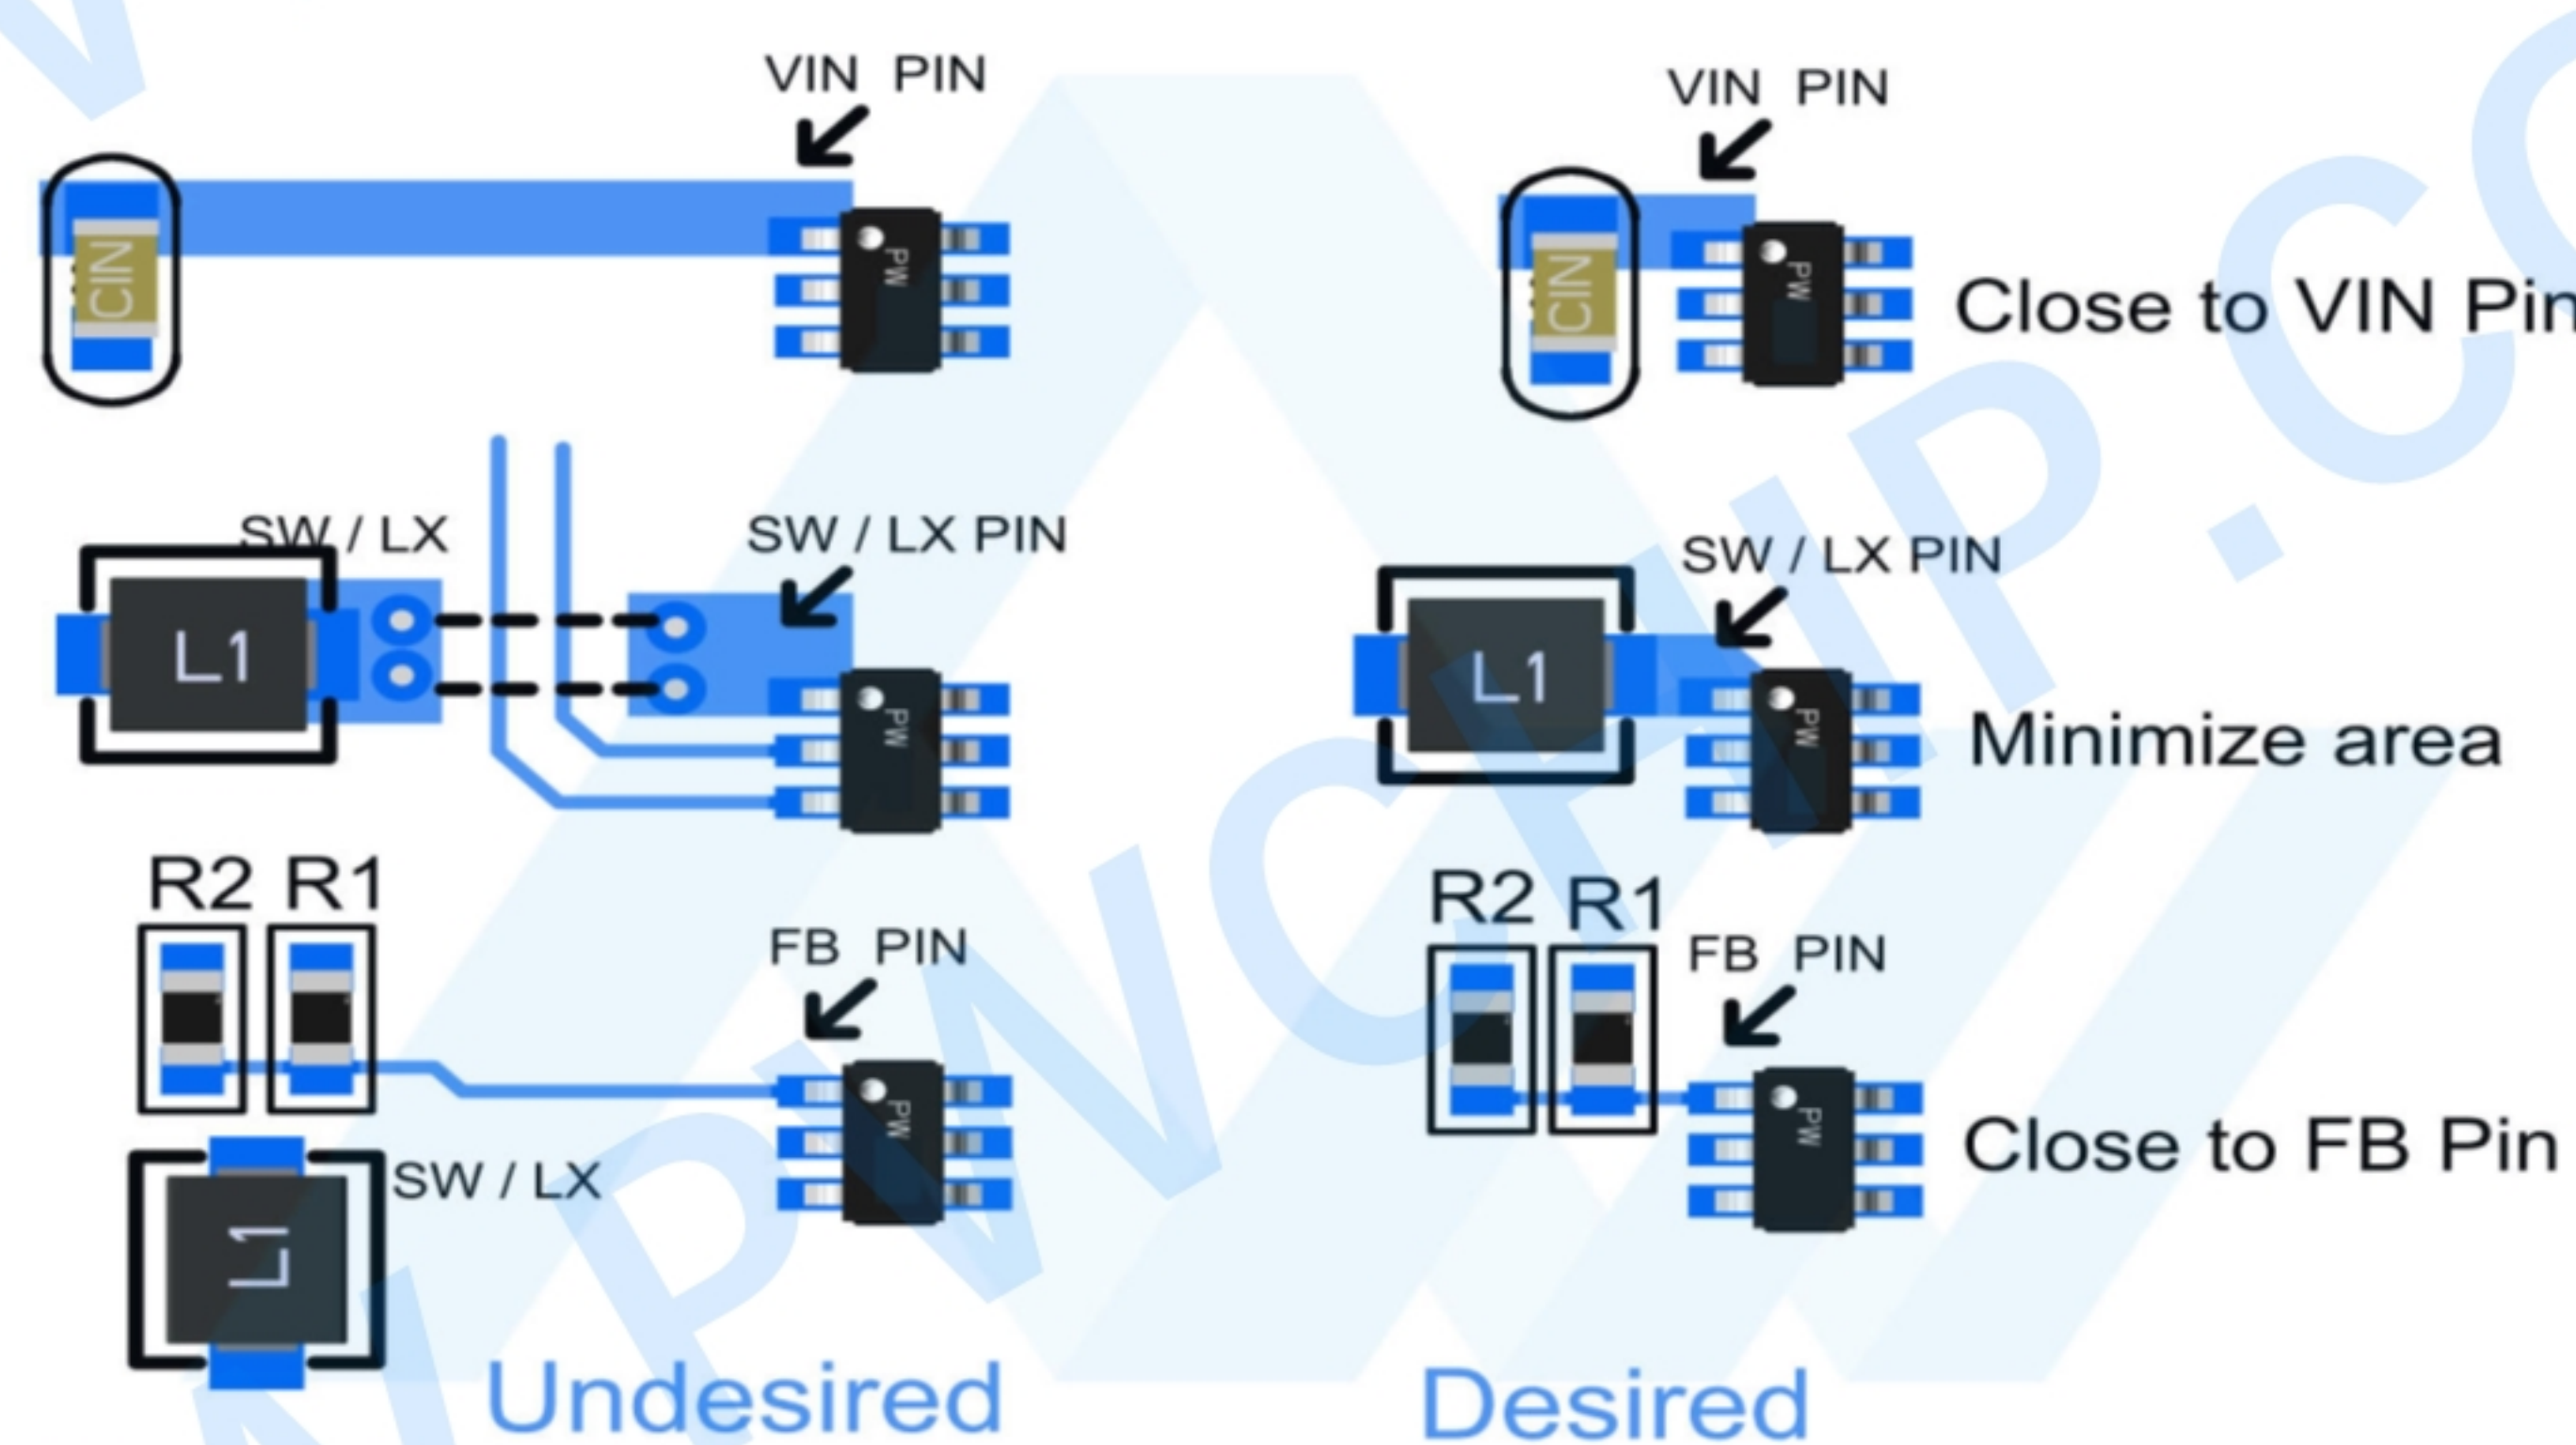 VIN PIN
CIN
PW
VIN PIN
CIN
PW
Close to VIN Pin
SW / LX
L1
SW / LX PIN
PW
L1
SW / LX PIN
PW
Minimize area
R2 R1
FB PIN
PW
SW / LX
L1
R2 R1
FB PIN
PW
Close to FB Pin
Undesired
Desired
PWCHIP.CO